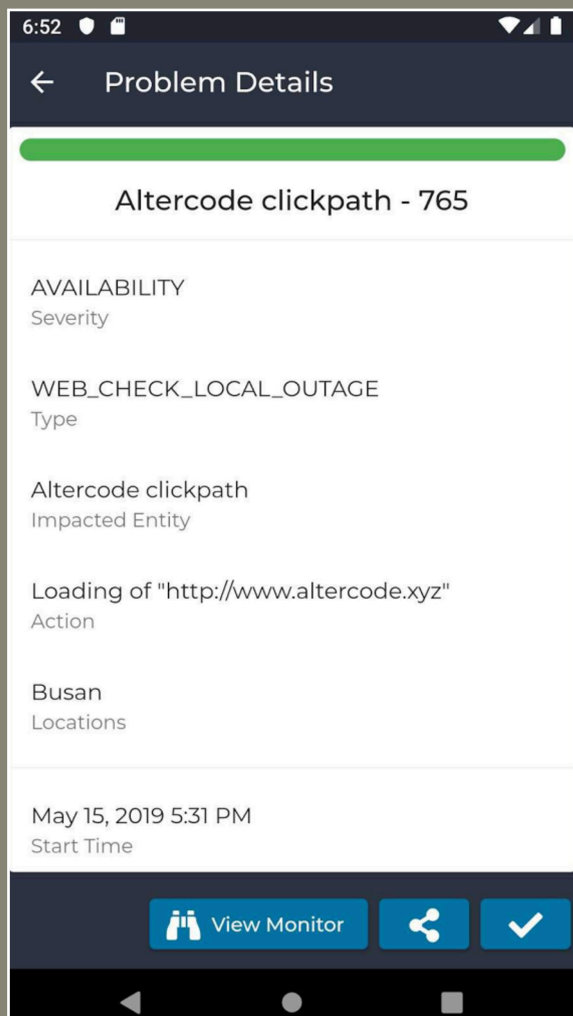 6:52
Problem Details
Altercode clickpath - 765
AVAILABILITY
Severity
WEB_CHECK_LOCAL_OUTAGE
Type
Altercode clickpath
Impacted Entity
Loading of "http://www.altercode.xyz"
Action
Busan
Locations
May 15, 2019 5:31 PM
Start Time
View Monitor